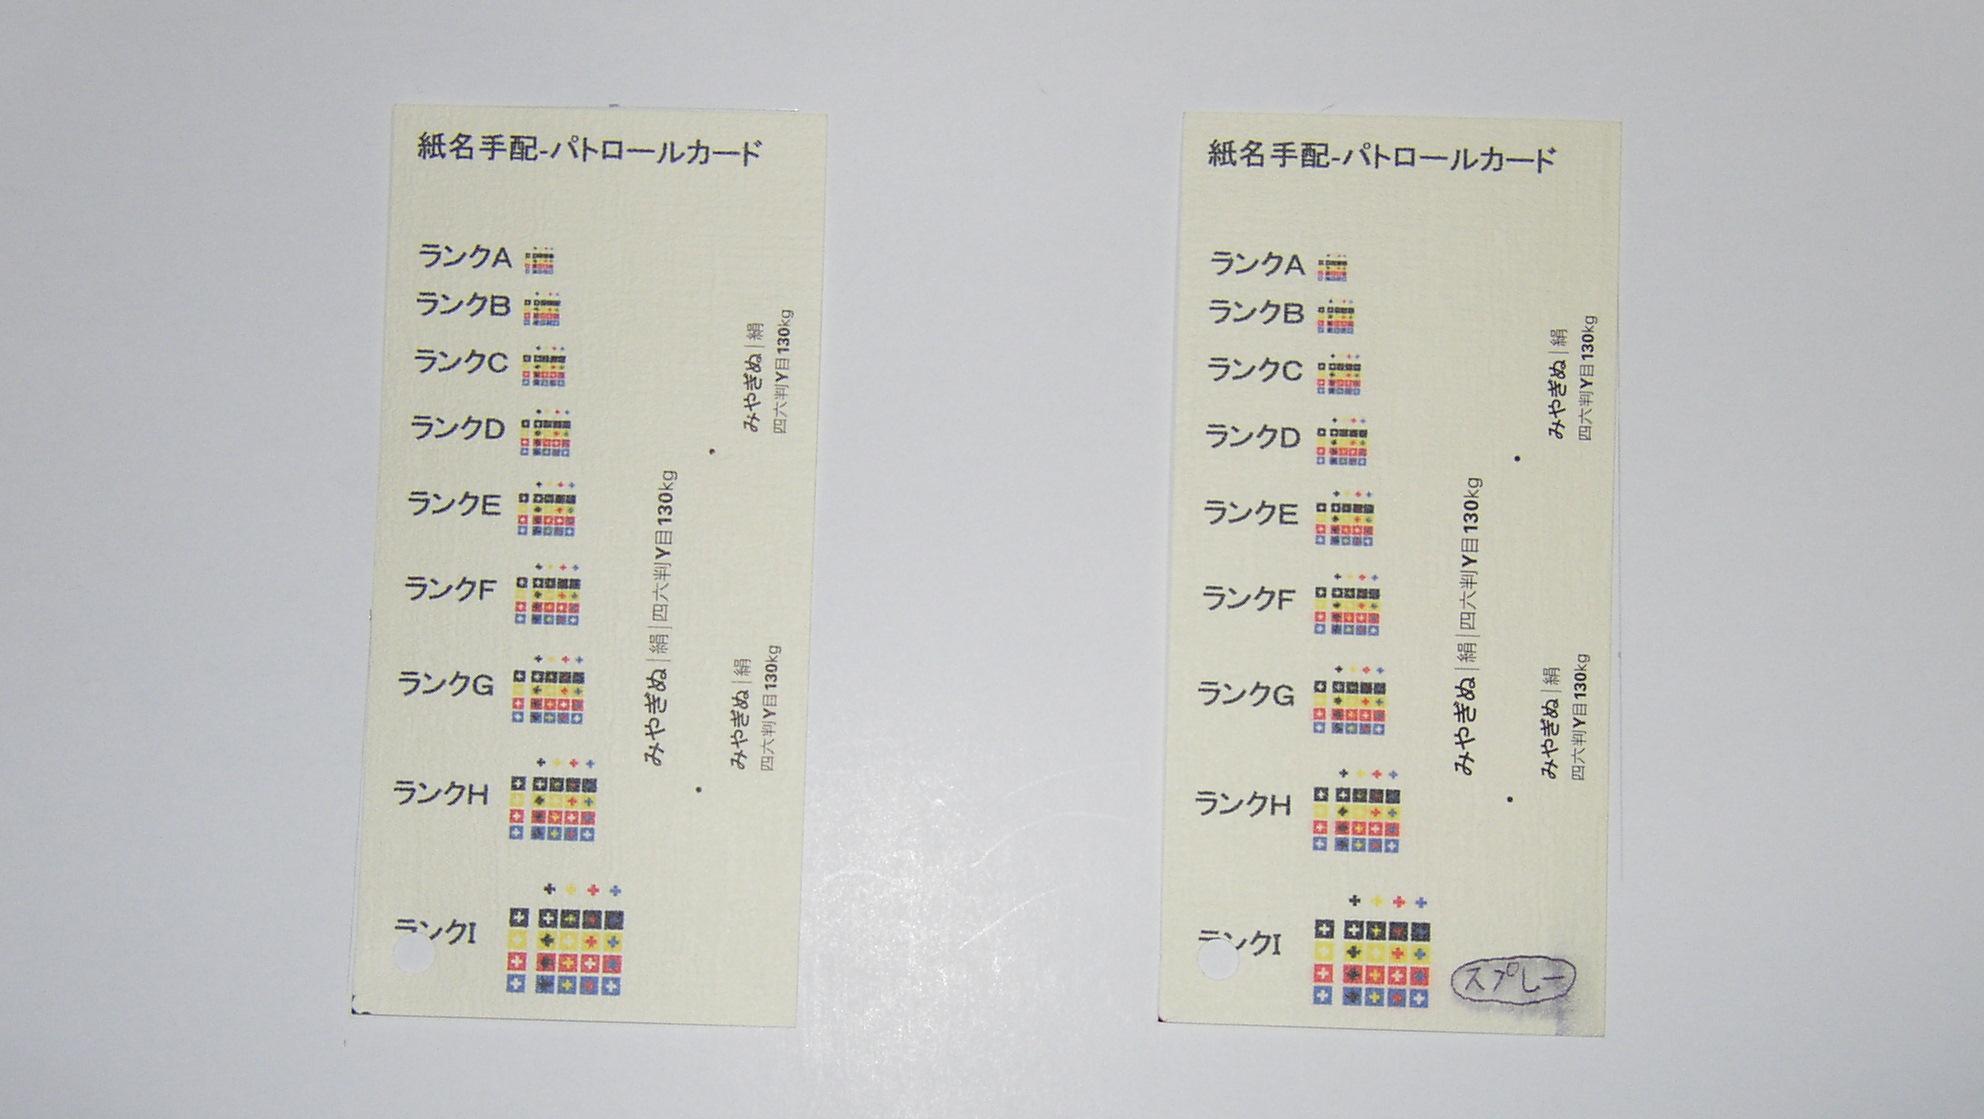 紙名手配-パトロールカード
ランクA
ランクB
ランクC
ランクD
ランクE
ランクF
ランクG
ランクH
ランクI
みやぎぬ|絹|四六判Y目130kg
みやぎぬ|絹
四六判Y目130kg
みやぎぬ|絹
四六判Y目130kg
紙名手配-パトロールカード
ランクA
ランクB
ランクC
ランクD
ランクE
ランクF
ランクG
ランクH
ランクI
みやぎぬ|絹|四六判Y目130kg
みやぎぬ|絹
四六判Y目130kg
みやぎぬ|絹
四六判Y目130kg
スプレー